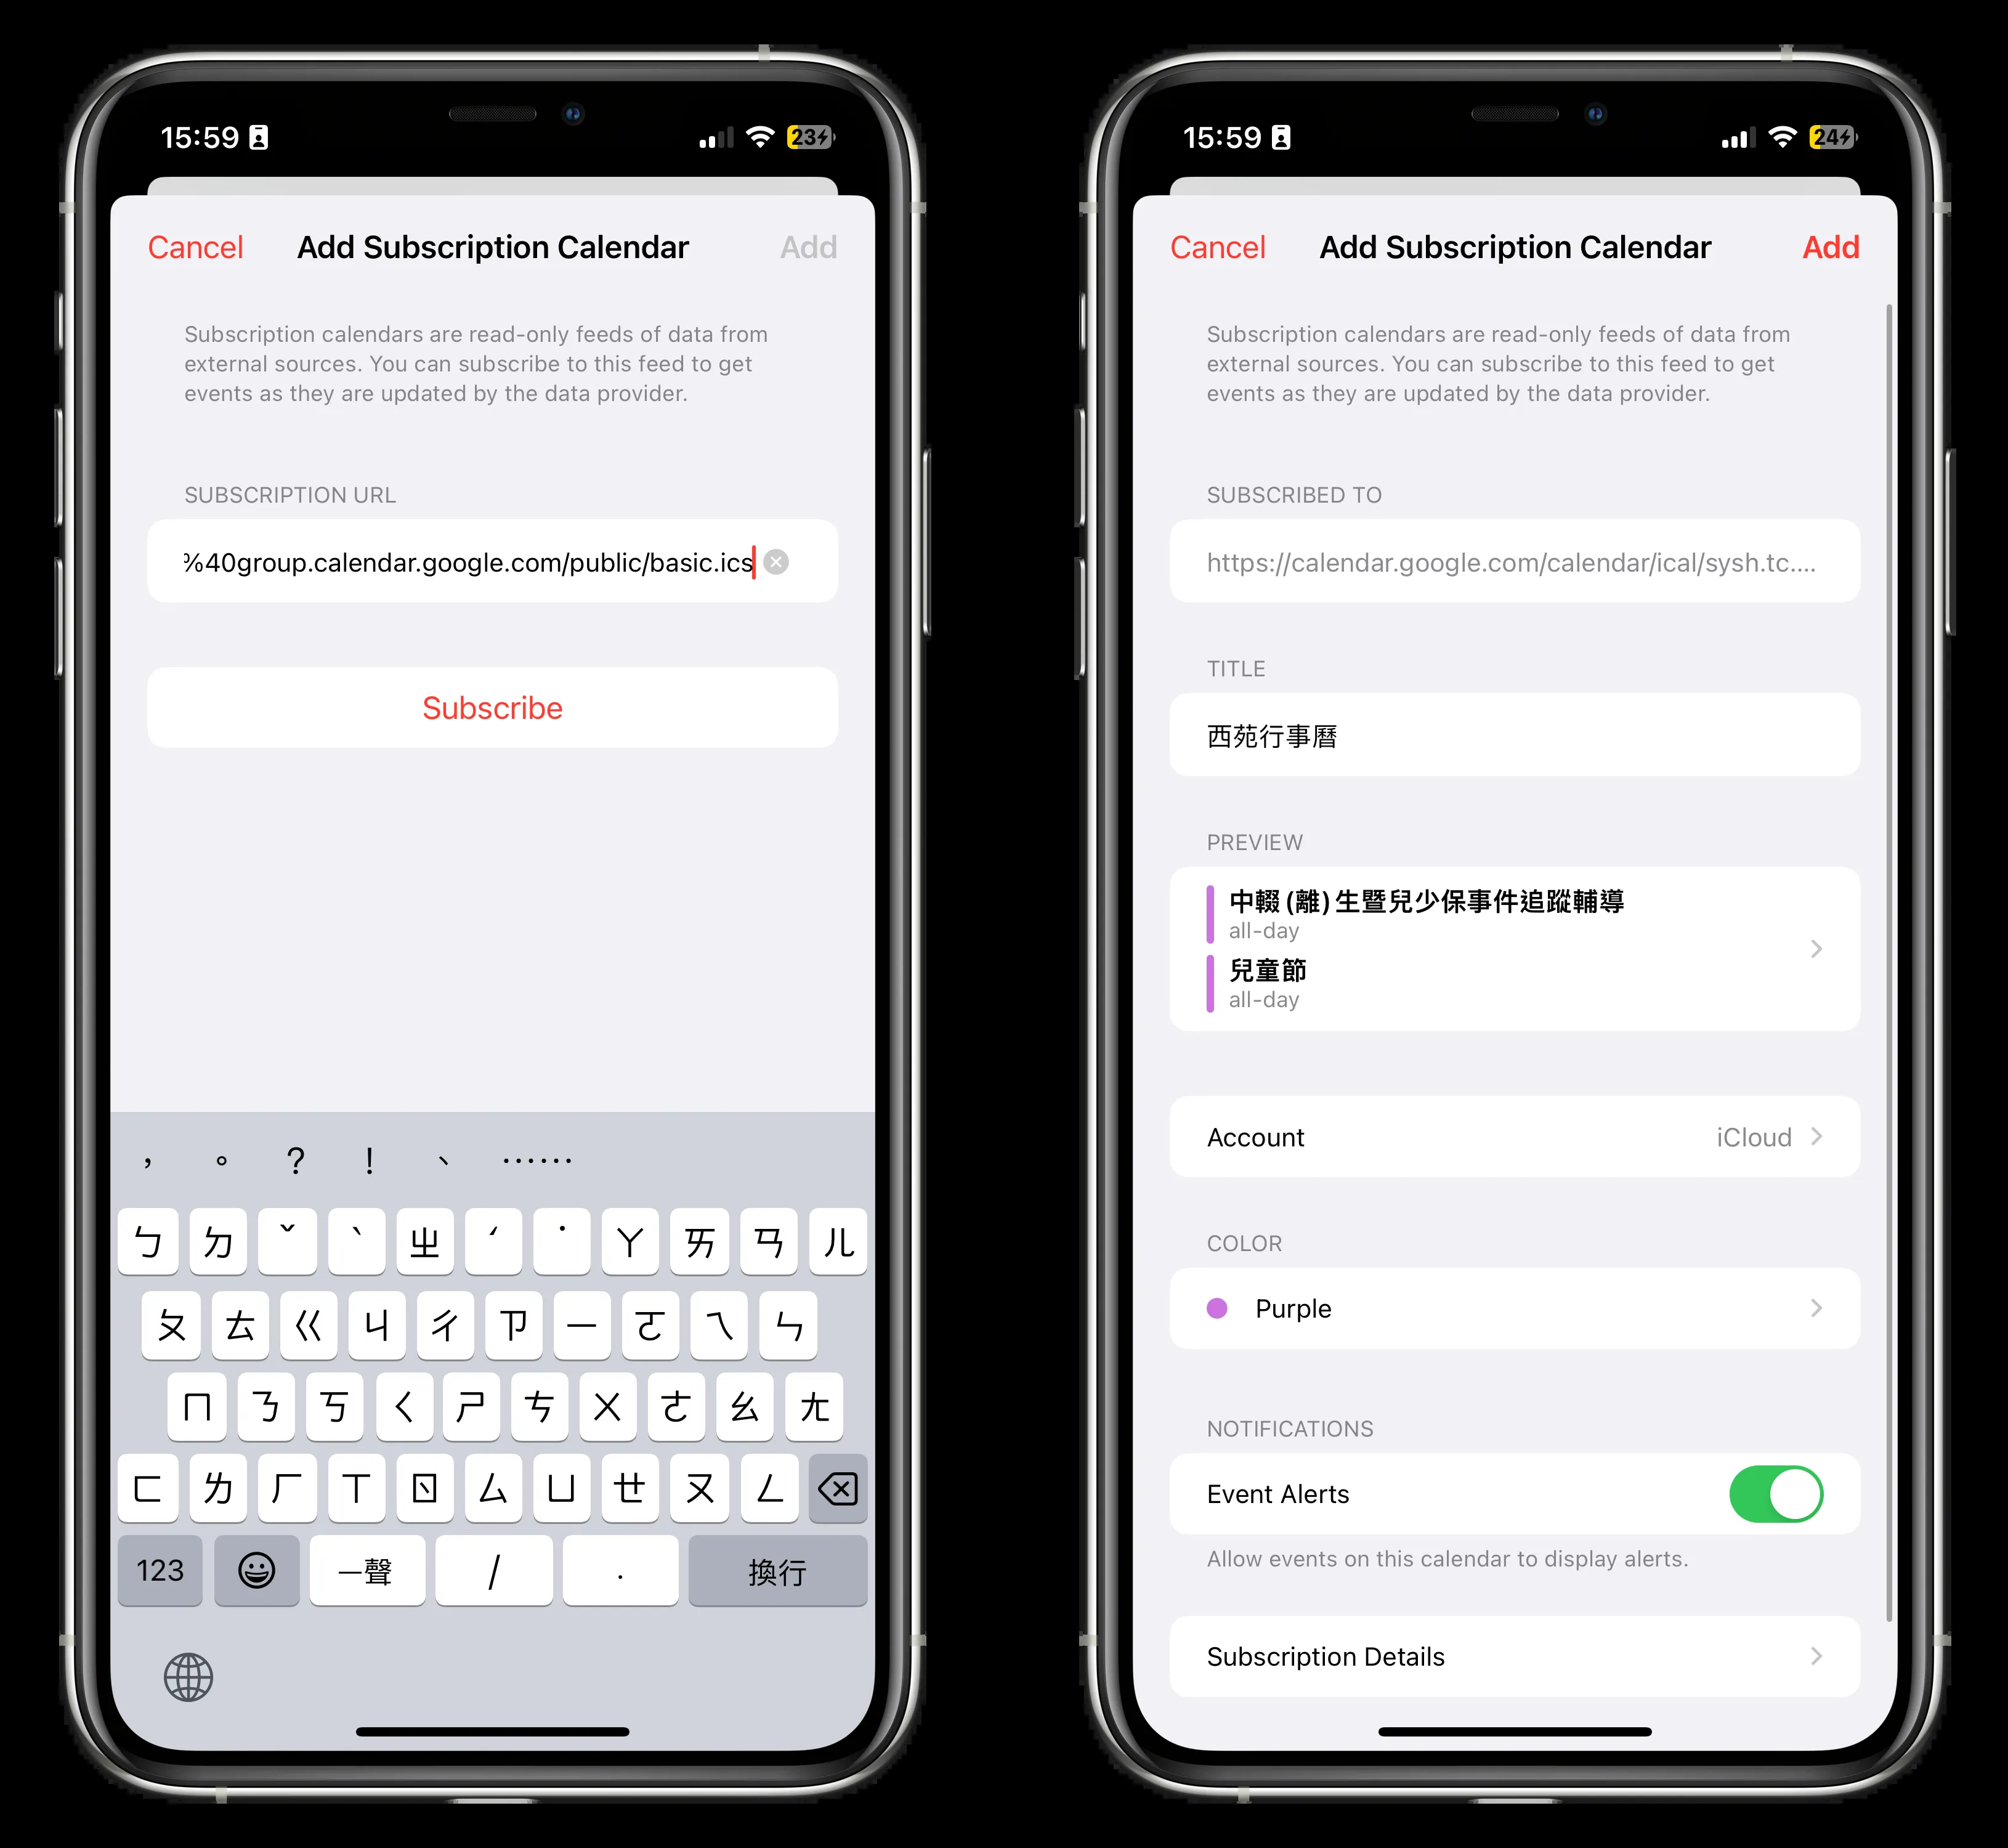 15:59
23
Cancel
Add Subscription Calendar
Add
Subscription calendars are read-only feeds of data from
external sources. You can subscribe to this feed to get
events as they are updated by the data provider.
SUBSCRIPTION URL
%40group.calendar.google.com/public/basic.ics
Subscribe
， 。 ？ ！ 、 ……
ㄅ ㄉ ˇ ˋ ㄓ ˊ ˙ ㄚ ㄞ ㄢ ㄦ
ㄆ ㄊ ㄍ ㄐ ㄔ ㄗ ㄧ ㄛ ㄟ ㄣ
ㄇ ㄋ ㄎ ㄑ ㄕ ㄘ ㄨ ㄜ ㄠ ㄤ
ㄈ ㄌ ㄏ ㄒ ㄖ ㄙ ㄩ ㄝ ㄡ ㄥ
123 一聲 / · 換行
15:59
24
Cancel
Add Subscription Calendar
Add
Subscription calendars are read-only feeds of data from
external sources. You can subscribe to this feed to get
events as they are updated by the data provider.
SUBSCRIBED TO
https://calendar.google.com/calendar/ical/sysh.tc....
TITLE
西苑行事曆
PREVIEW
中輟(離)生暨兒少保事件追蹤輔導
all-day
兒童節
all-day
Account
iCloud
COLOR
Purple
NOTIFICATIONS
Event Alerts
Allow events on this calendar to display alerts.
Subscription Details